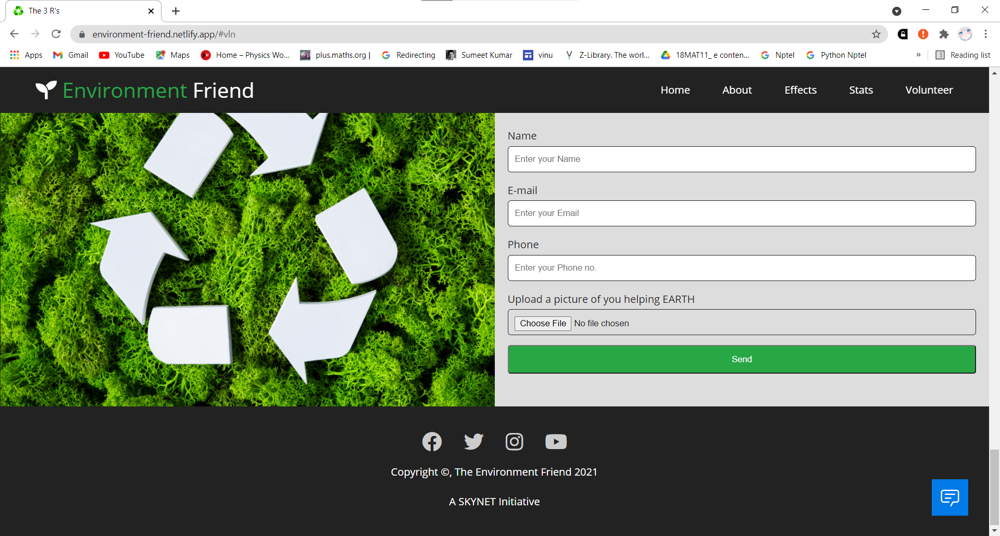 The 3 R's
environment-friend.netlify.app/#vln
Apps Gmail YouTube Maps Home – Physics Wo... plus.maths.org | Redirecting Sumeet Kumar vinu Z-Library. The worl... 18MAT11_ e conten... Nptel Python Nptel » Reading list
Environment Friend Home About Effects Stats Volunteer
Name
Enter your Name
E-mail
Enter your Email
Phone
Enter your Phone no.
Upload a picture of you helping EARTH
Choose File No file chosen
Send
Copyright ©, The Environment Friend 2021
A SKYNET Initiative